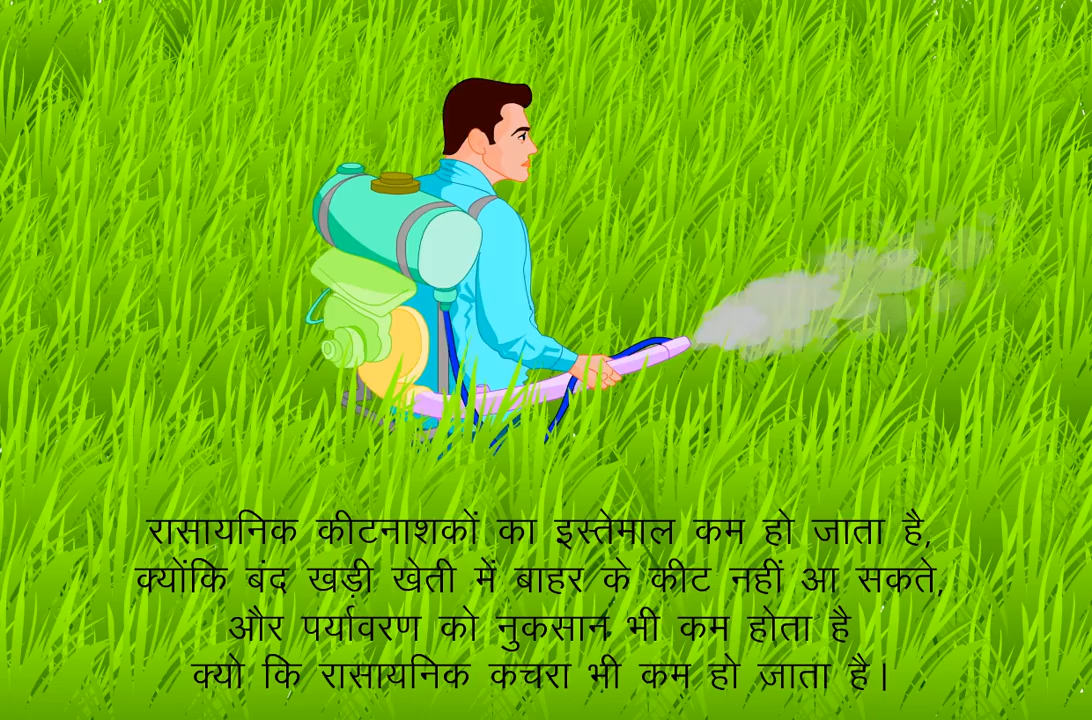 रासायनिक कीटनाशकों का इस्तेमाल कम हो जाता है,
क्योंकि बंद खड़ी खेती में बाहर के कीट नहीं आ सकते,
और पर्यावरण को नुकसान भी कम होता है
क्यो कि रासायनिक कचरा भी कम हो जाता है।